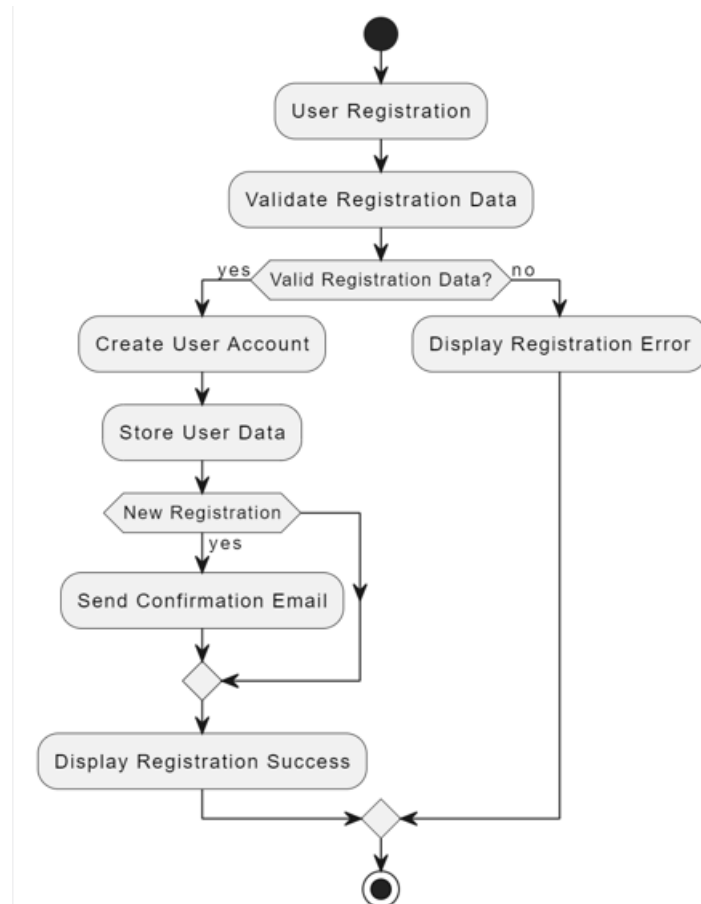 User Registration
Validate Registration Data
yes
Valid Registration Data?
no
Create User Account
Display Registration Error
Store User Data
New Registration
yes
Send Confirmation Email
Display Registration Success